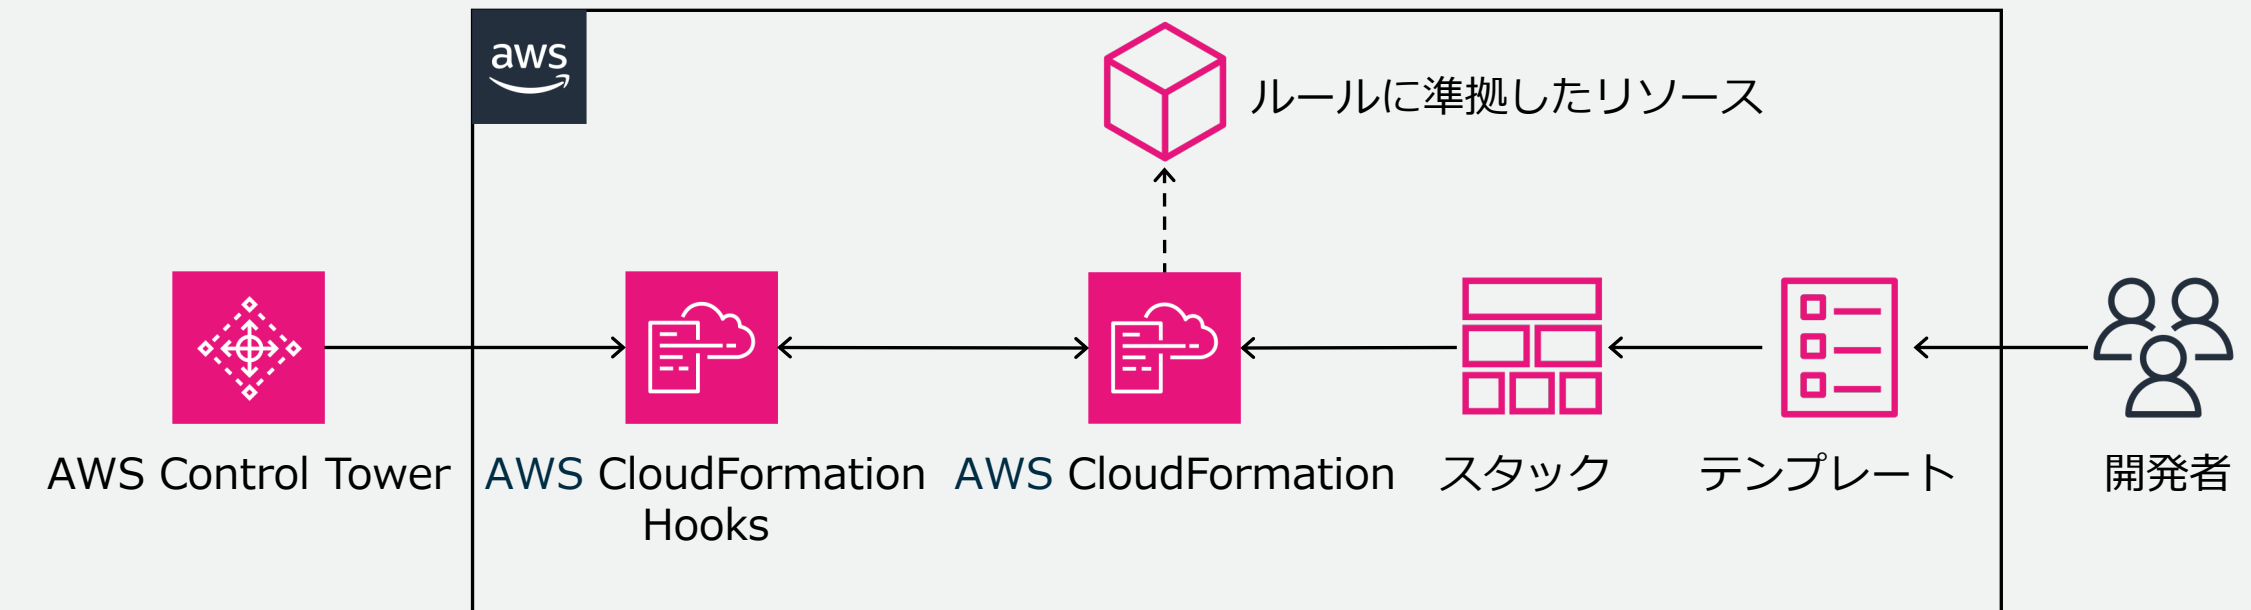 aws
ルールに準拠したリソース
AWS Control Tower
AWS CloudFormation
Hooks
AWS CloudFormation
スタック
テンプレート
開発者